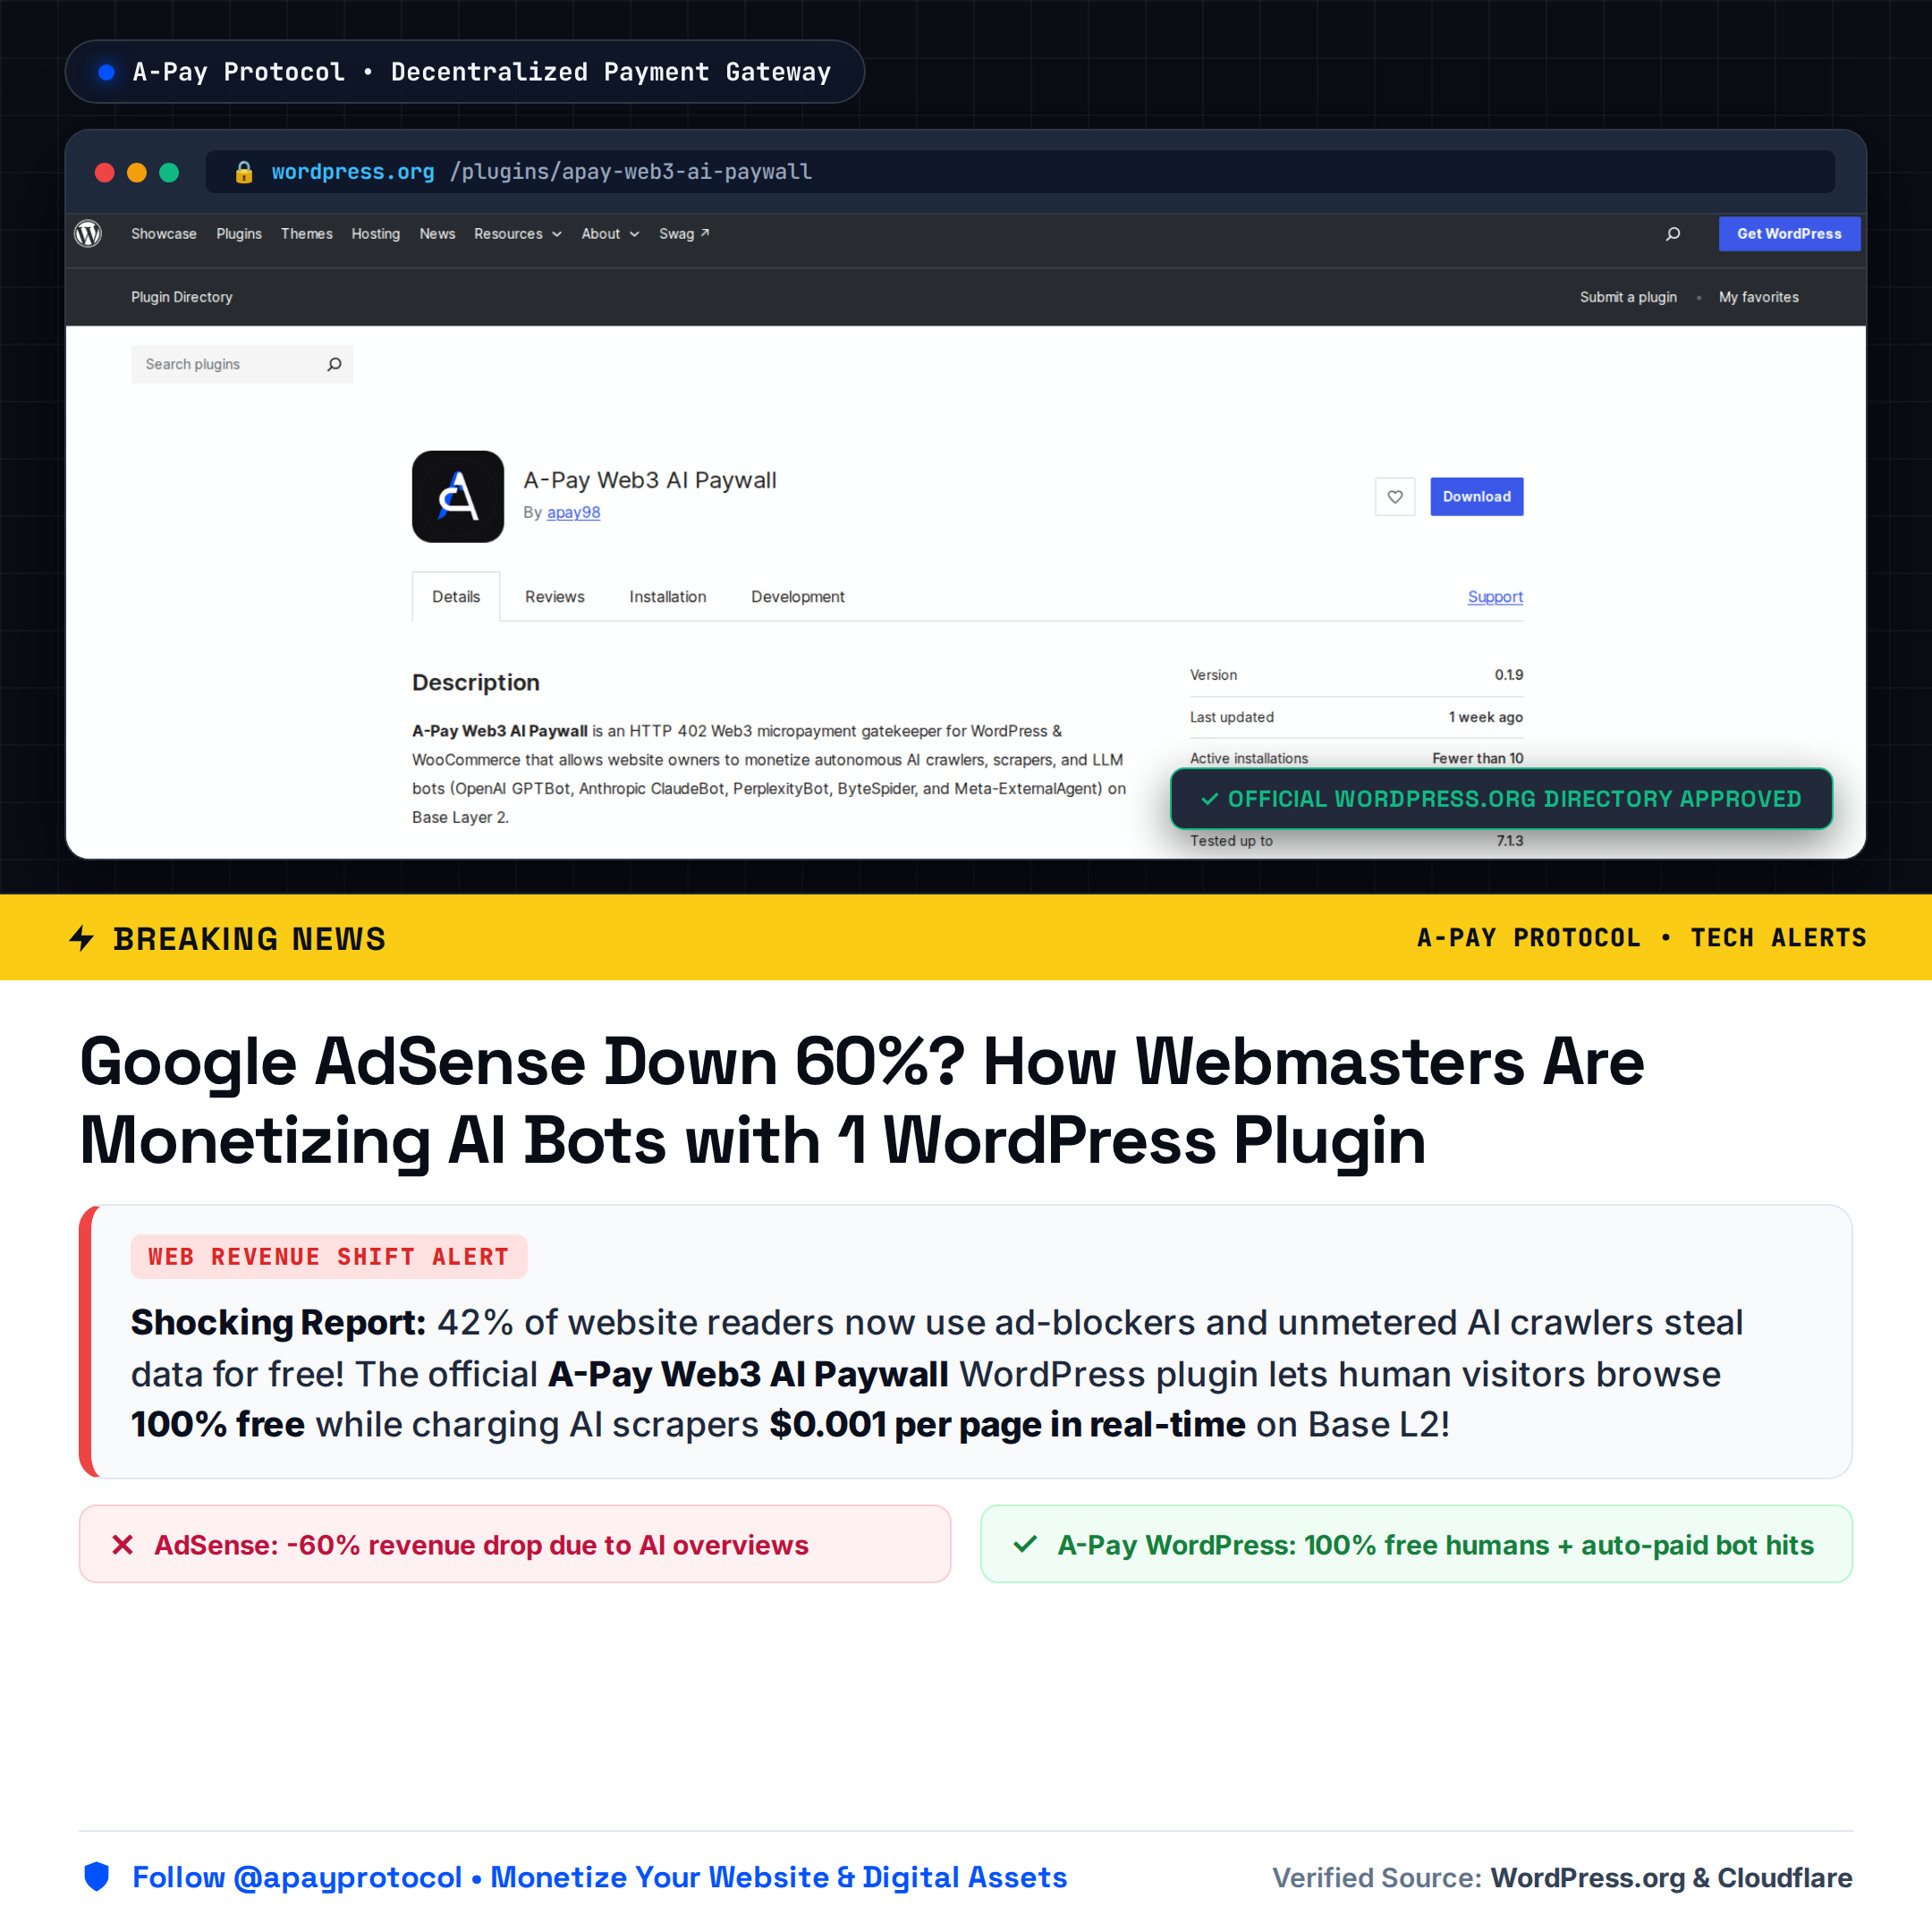 A-Pay Protocol • Decentralized Payment Gateway
wordpress.org /plugins/apay-web3-ai-paywall
Showcase Plugins Themes Hosting News Resources About Swag ↗ Get WordPress
Plugin Directory Submit a plugin • My favorites
Search plugins
A-Pay Web3 AI Paywall
By apay98
Download
Details Reviews Installation Development Support
Description
A-Pay Web3 AI Paywall is an HTTP 402 Web3 micropayment gatekeeper for WordPress &
WooCommerce that allows website owners to monetize autonomous AI crawlers, scrapers, and LLM
bots (OpenAI GPTBot, Anthropic ClaudeBot, PerplexityBot, ByteSpider, and Meta-ExternalAgent) on
Base Layer 2.
Version 0.1.9
Last updated 1 week ago
Active installations Fewer than 10
✓ OFFICIAL WORDPRESS.ORG DIRECTORY APPROVED
Tested up to 7.1.3
BREAKING NEWS
A-PAY PROTOCOL • TECH ALERTS
Google AdSense Down 60%? How Webmasters Are
Monetizing AI Bots with 1 WordPress Plugin
WEB REVENUE SHIFT ALERT
Shocking Report: 42% of website readers now use ad-blockers and unmetered AI crawlers steal
data for free! The official A-Pay Web3 AI Paywall WordPress plugin lets human visitors browse
100% free while charging AI scrapers $0.001 per page in real-time on Base L2!
✕ AdSense: -60% revenue drop due to AI overviews
✓ A-Pay WordPress: 100% free humans + auto-paid bot hits
Follow @apayprotocol • Monetize Your Website & Digital Assets
Verified Source: WordPress.org & Cloudflare